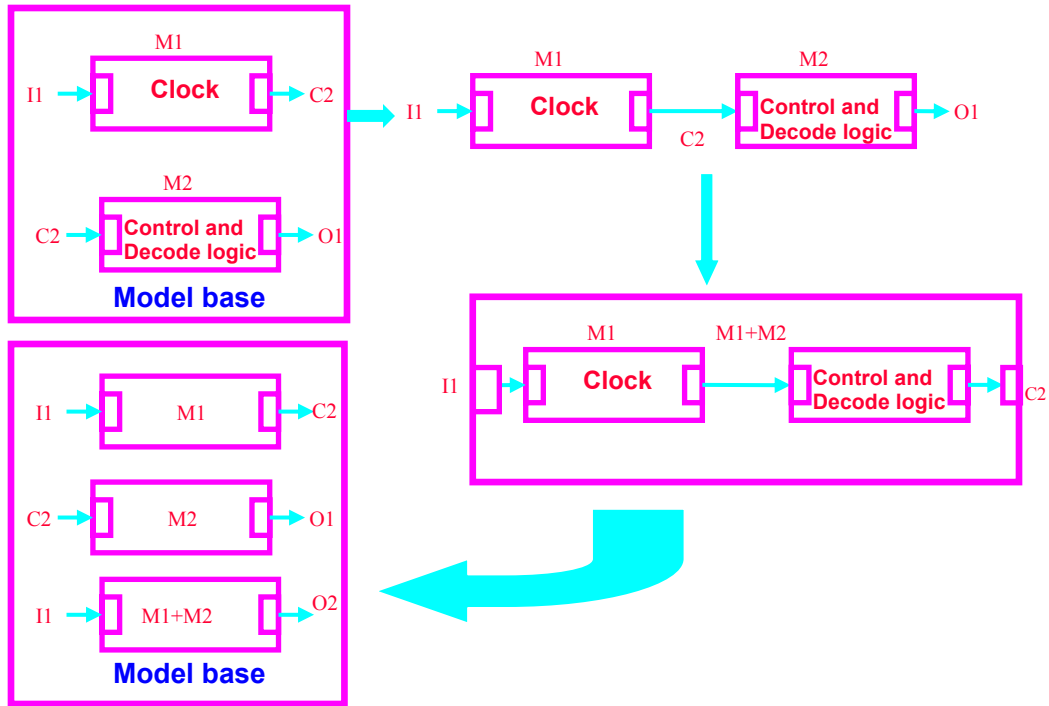 M1
I1
Clock
C2
M2
C2
Control and
Decode logic
O1
Model base
M1
I1
Clock
C2
M2
Control and
Decode logic
O1
M1
M1+M2
I1
Clock
Control and
Decode logic
C2
I1
M1
C2
C2
M2
O1
I1
M1+M2
O2
Model base